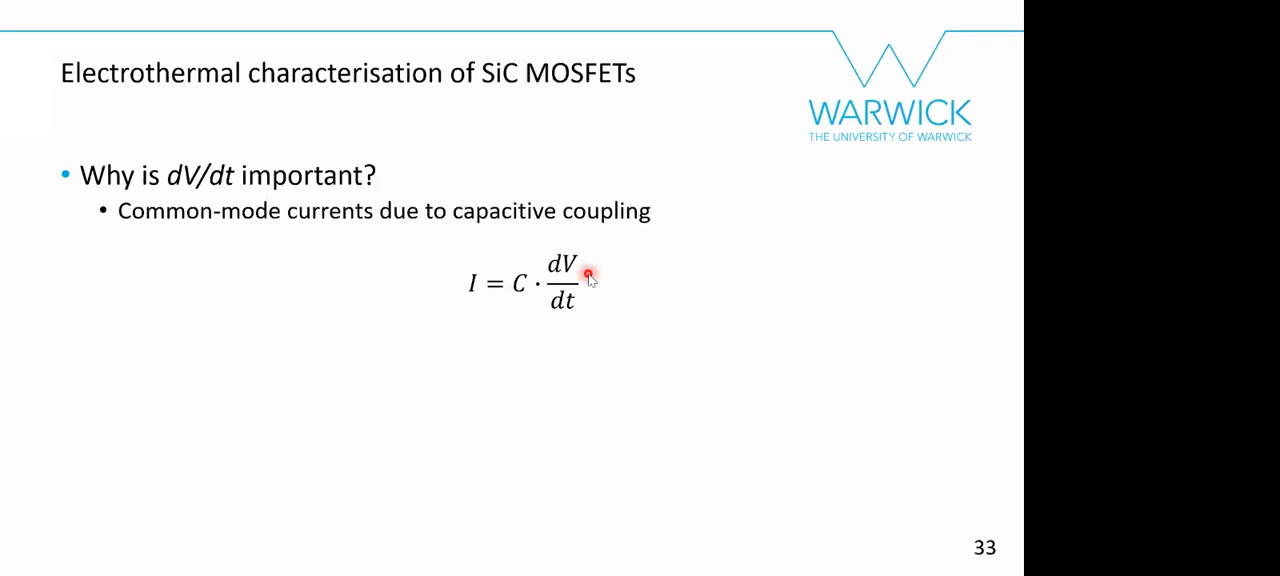 Electrothermal characterisation of SiC MOSFETs
WARWICK
THE UNIVERSITY OF WARWICK
• Why is dV/dt important?
• Common-mode currents due to capacitive coupling
I = C · dV/dt
33